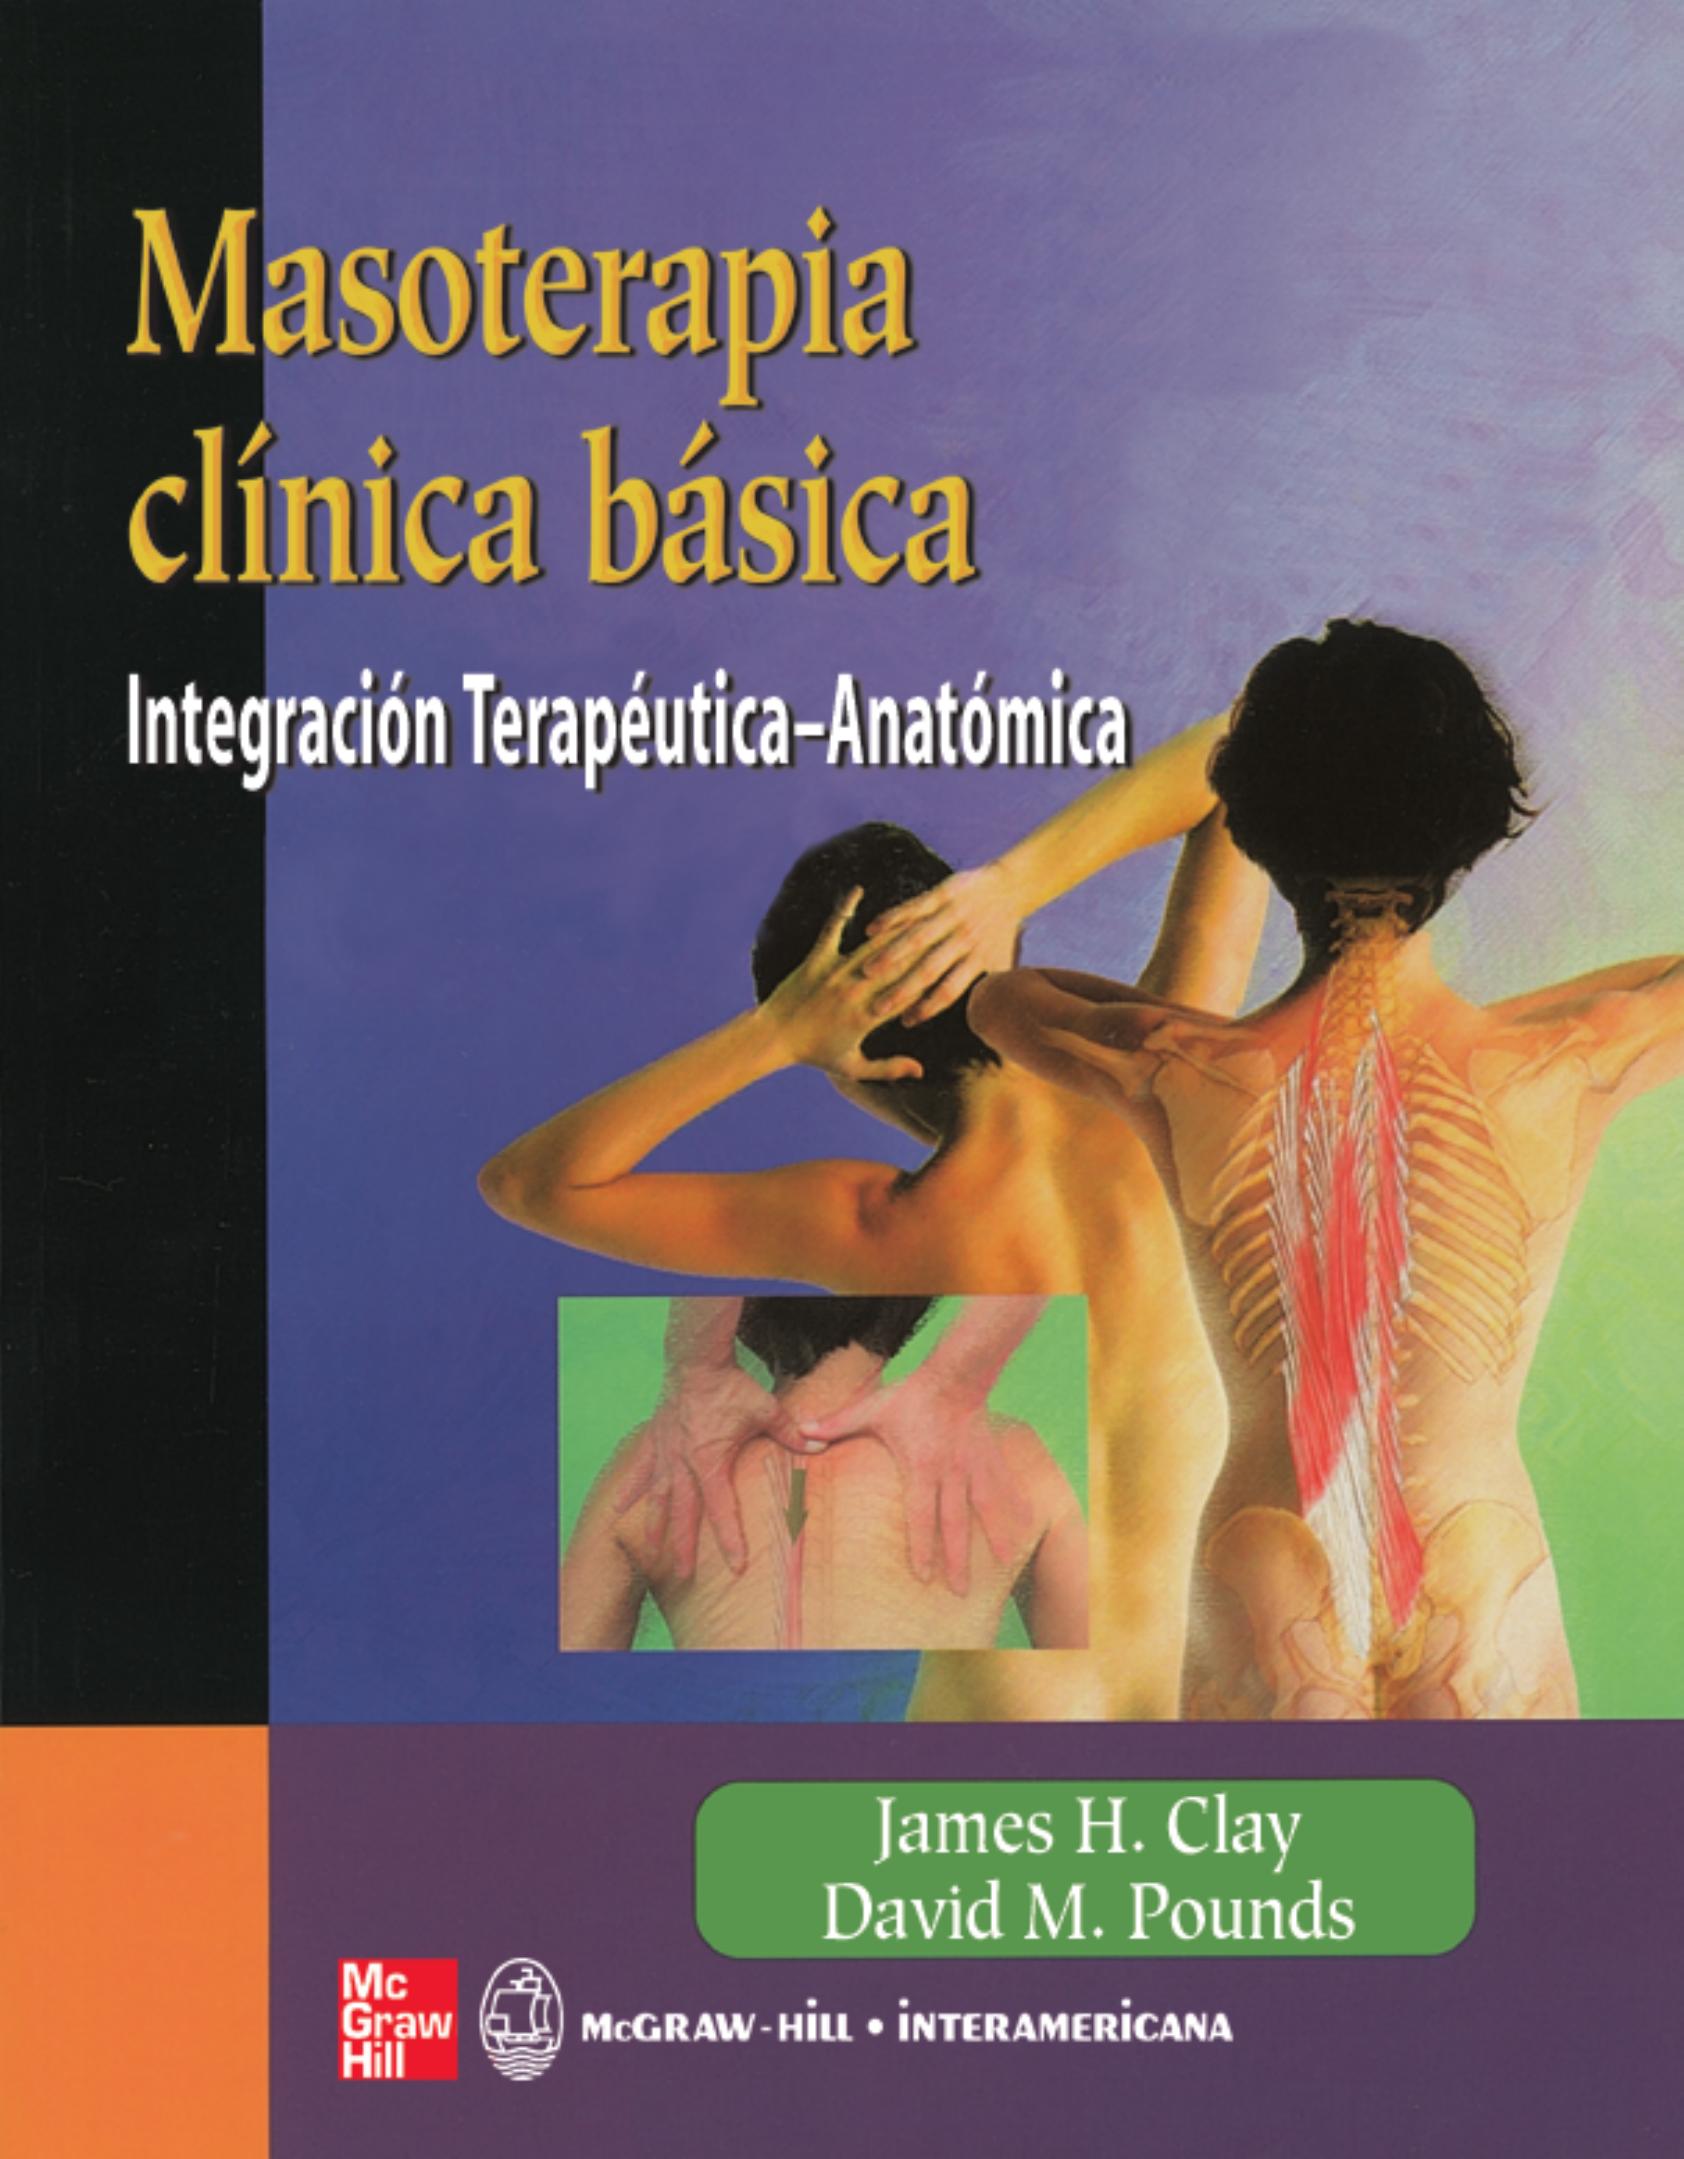 Masoterapia
clínica básica
Integración Terapéutica–Anatómica
James H. Clay
David M. Pounds
Mc
Graw
Hill
McGRAW-HiLL • iNTERAMERiCANA